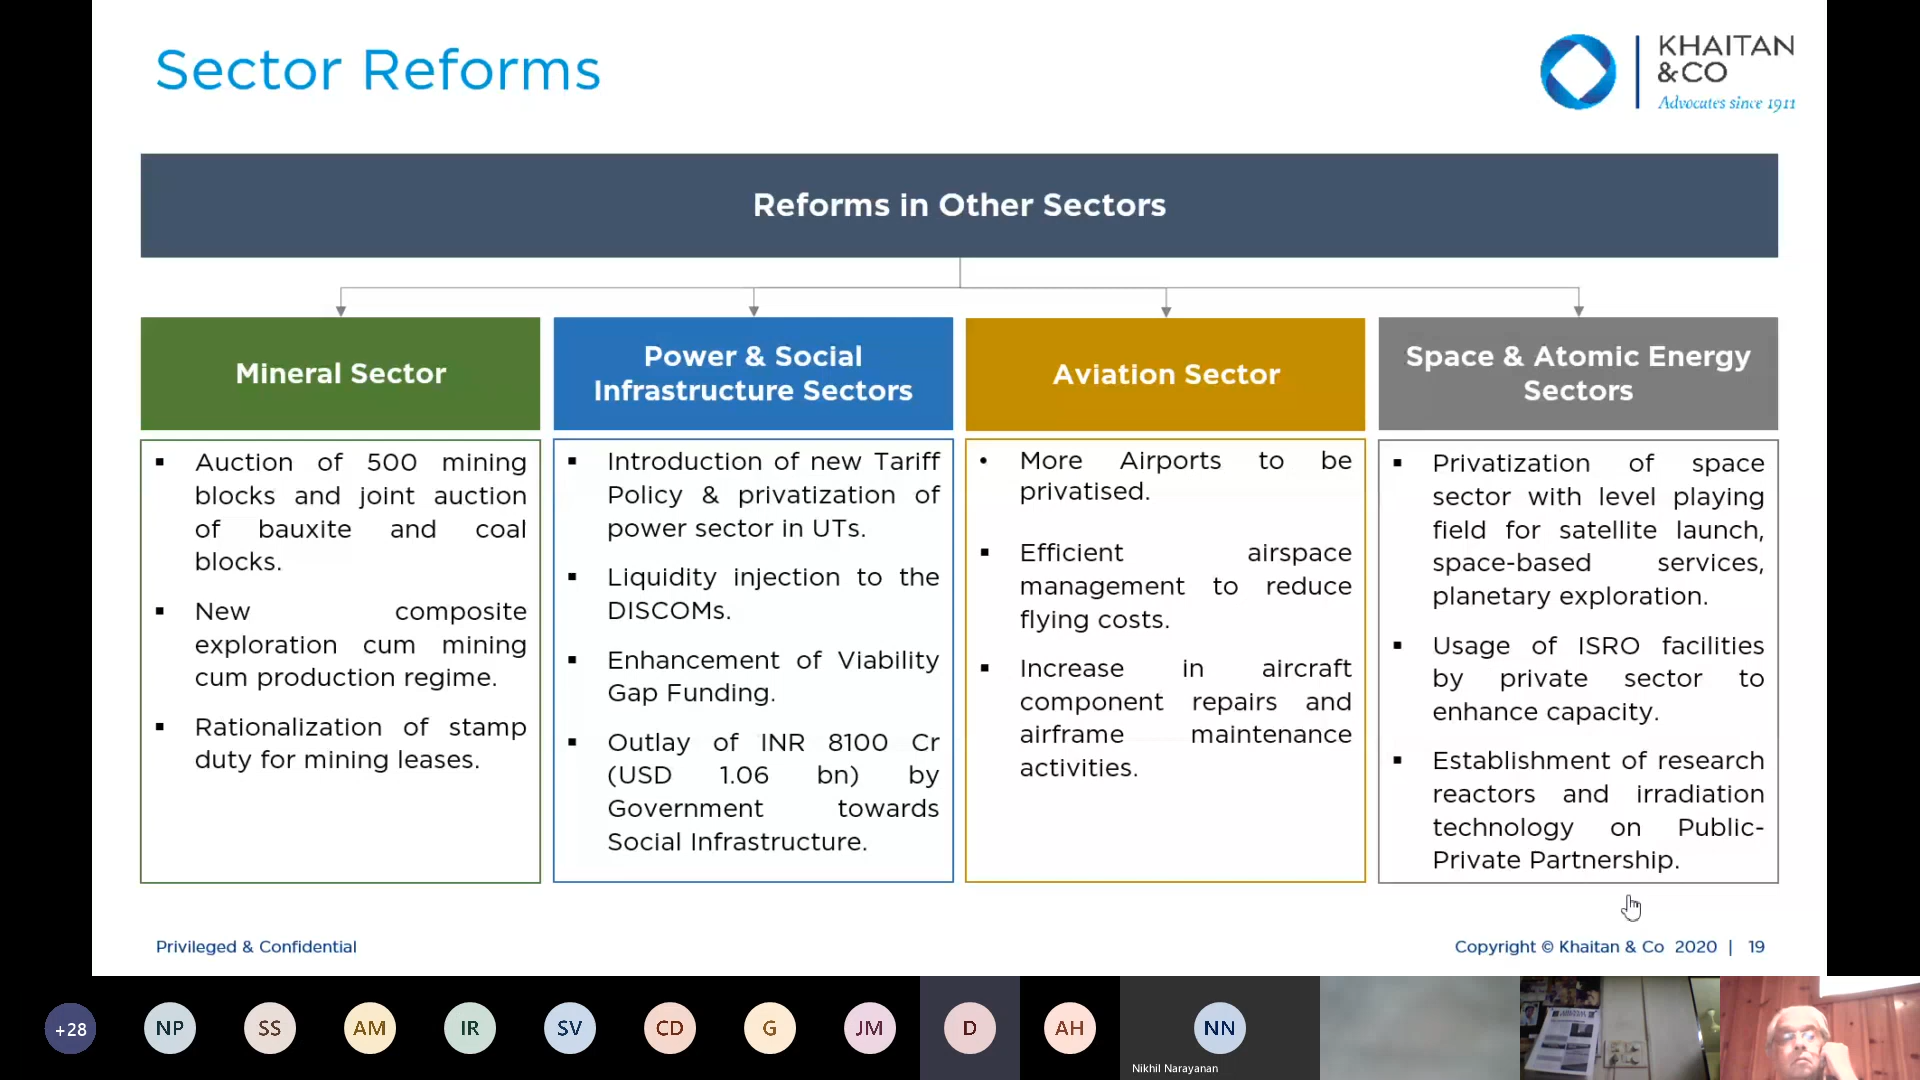 Sector Reforms
KHAITAN
&CO
Advocates since 1911
Reforms in Other Sectors
Mineral Sector
Power & Social
Infrastructure Sectors
Aviation Sector
Space & Atomic Energy
Sectors
▪ Auction of 500 mining
blocks and joint auction
of bauxite and coal
blocks.
▪ New composite
exploration cum mining
cum production regime.
▪ Rationalization of stamp
duty for mining leases.
▪ Introduction of new Tariff
Policy & privatization of
power sector in UTs.
▪ Liquidity injection to the
DISCOMs.
▪ Enhancement of Viability
Gap Funding.
▪ Outlay of INR 8100 Cr
(USD 1.06 bn) by
Government towards
Social Infrastructure.
• More Airports to be
privatised.
▪ Efficient airspace
management to reduce
flying costs.
▪ Increase in aircraft
component repairs and
airframe maintenance
activities.
▪ Privatization of space
sector with level playing
field for satellite launch,
space-based services,
planetary exploration.
▪ Usage of ISRO facilities
by private sector to
enhance capacity.
▪ Establishment of research
reactors and irradiation
technology on Public-
Private Partnership.
Privileged & Confidential
Copyright © Khaitan & Co 2020 | 19
+28
NP
SS
AM
IR
SV
CD
G
JM
D
AH
NN
Nikhil Narayanan